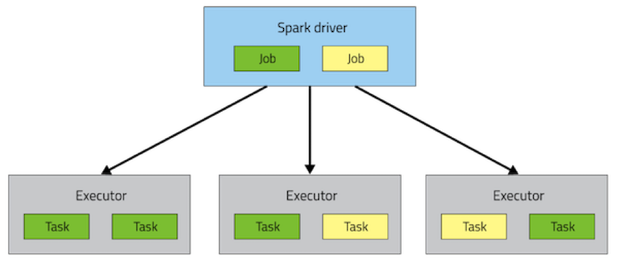 Spark driver
Job Job
Executor Executor Executor
Task Task Task Task Task Task